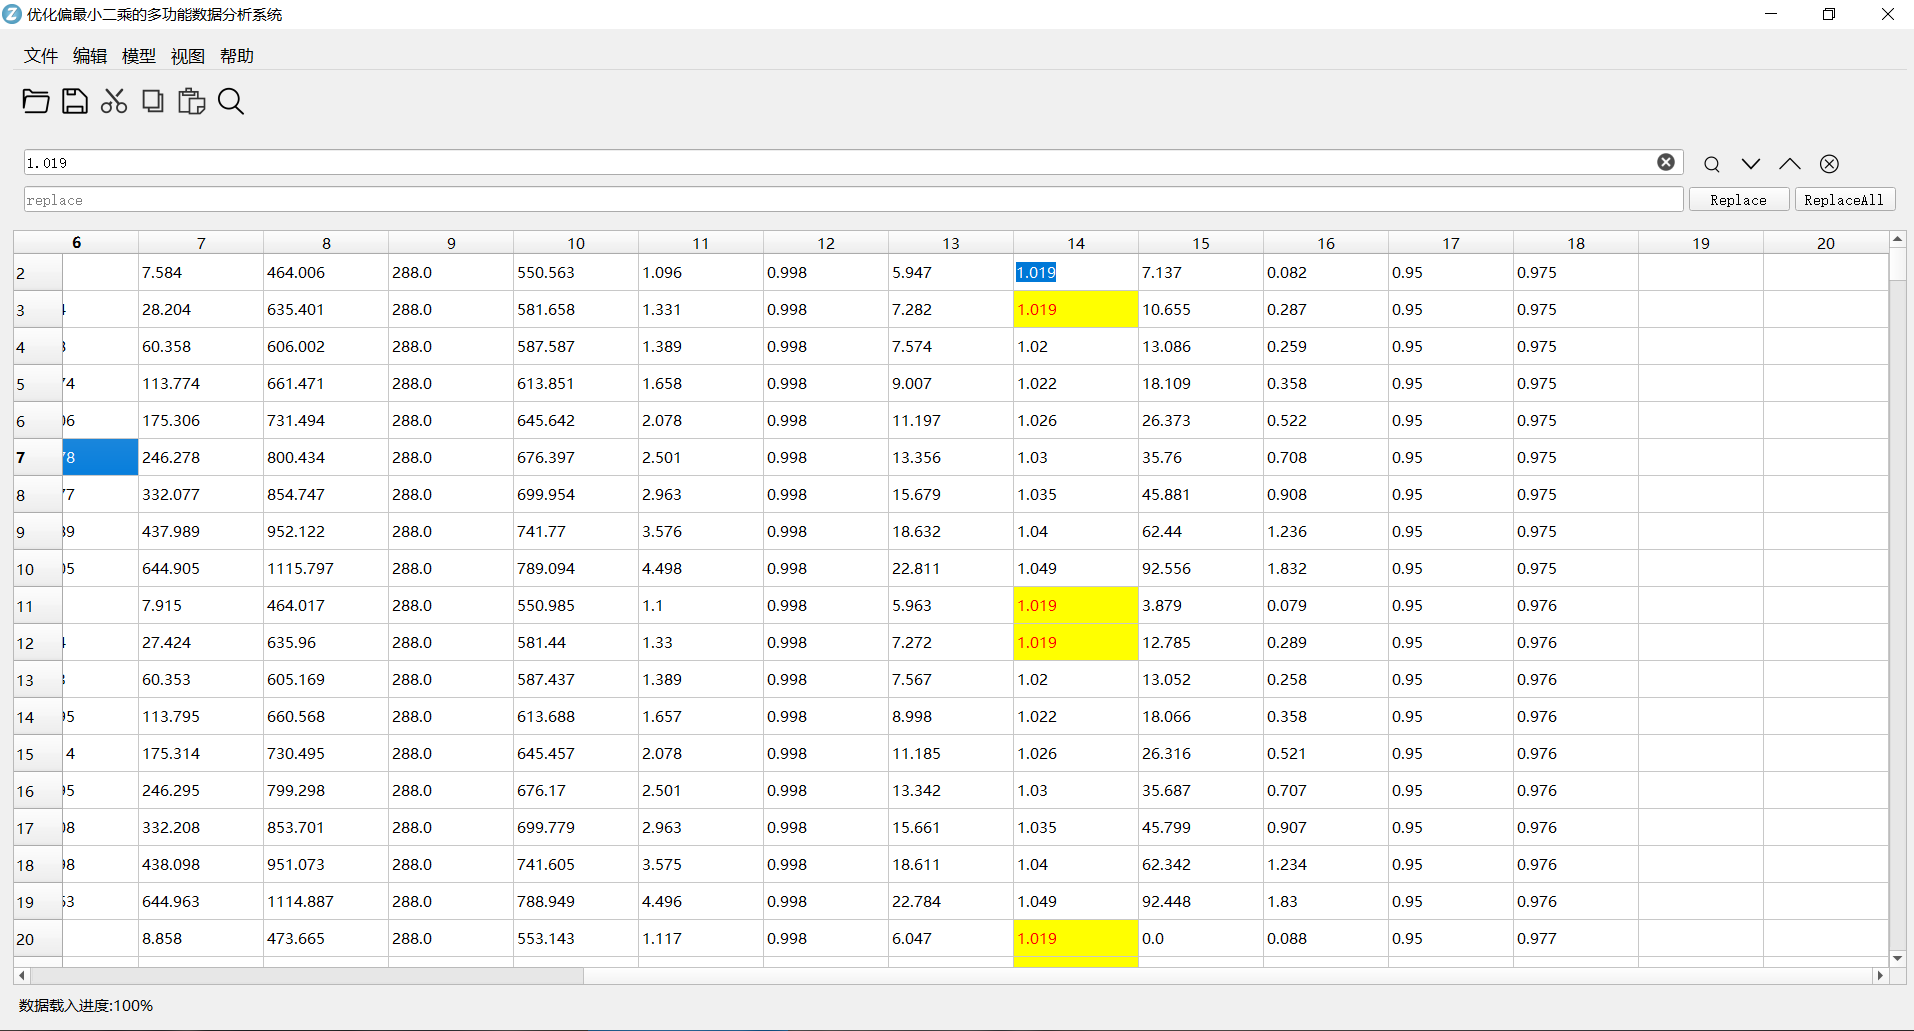 优化偏最小二乘的多功能数据分析系统
文件 编辑 模型 视图 帮助
1.019
replace Replace ReplaceAll
6 7 8 9 10 11 12 13 14 15 16 17 18 19 20
2 7.584 464.006 288.0 550.563 1.096 0.998 5.947 1.019 7.137 0.082 0.95 0.975
3 28.204 635.401 288.0 581.658 1.331 0.998 7.282 1.019 10.655 0.287 0.95 0.975
4 60.358 606.002 288.0 587.587 1.389 0.998 7.574 1.02 13.086 0.259 0.95 0.975
5 74 113.774 661.471 288.0 613.851 1.658 0.998 9.007 1.022 18.109 0.358 0.95 0.975
6 06 175.306 731.494 288.0 645.642 2.078 0.998 11.197 1.026 26.373 0.522 0.95 0.975
7 78 246.278 800.434 288.0 676.397 2.501 0.998 13.356 1.03 35.76 0.708 0.95 0.975
8 77 332.077 854.747 288.0 699.954 2.963 0.998 15.679 1.035 45.881 0.908 0.95 0.975
9 89 437.989 952.122 288.0 741.77 3.576 0.998 18.632 1.04 62.44 1.236 0.95 0.975
10 05 644.905 1115.797 288.0 789.094 4.498 0.998 22.811 1.049 92.556 1.832 0.95 0.975
11 7.915 464.017 288.0 550.985 1.1 0.998 5.963 1.019 3.879 0.079 0.95 0.976
12 27.424 635.96 288.0 581.44 1.33 0.998 7.272 1.019 12.785 0.289 0.95 0.976
13 60.353 605.169 288.0 587.437 1.389 0.998 7.567 1.02 13.052 0.258 0.95 0.976
14 95 113.795 660.568 288.0 613.688 1.657 0.998 8.998 1.022 18.066 0.358 0.95 0.976
15 4 175.314 730.495 288.0 645.457 2.078 0.998 11.185 1.026 26.316 0.521 0.95 0.976
16 95 246.295 799.298 288.0 676.17 2.501 0.998 13.342 1.03 35.687 0.707 0.95 0.976
17 08 332.208 853.701 288.0 699.779 2.963 0.998 15.661 1.035 45.799 0.907 0.95 0.976
18 98 438.098 951.073 288.0 741.605 3.575 0.998 18.611 1.04 62.342 1.234 0.95 0.976
19 63 644.963 1114.887 288.0 788.949 4.496 0.998 22.784 1.049 92.448 1.83 0.95 0.976
20 8.858 473.665 288.0 553.143 1.117 0.998 6.047 1.019 0.0 0.088 0.95 0.977
数据载入进度:100%